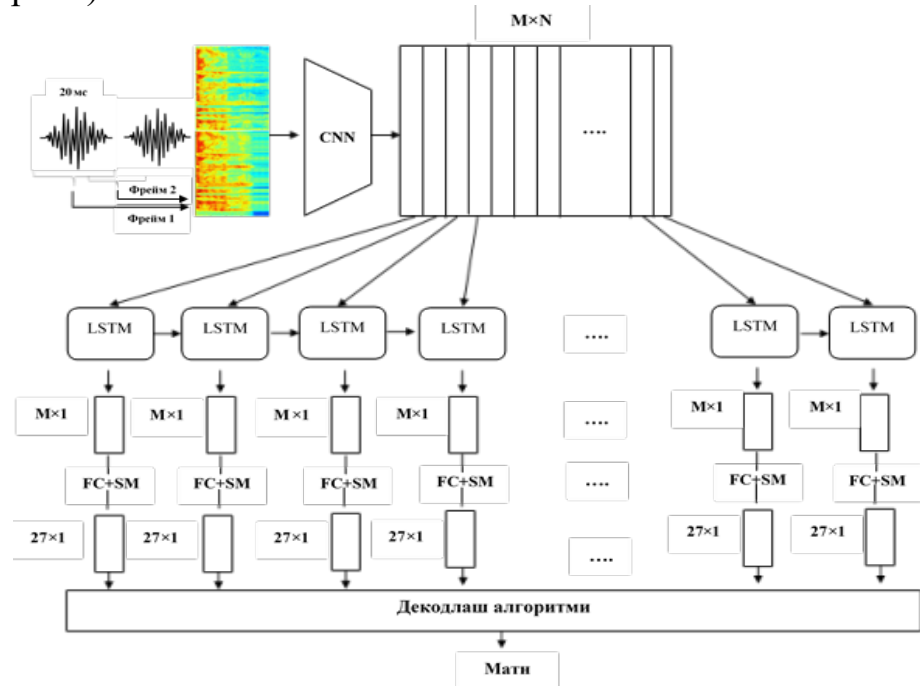 M×N
20 мс
CNN
....
Фрейм 2
Фрейм 1
LSTM LSTM LSTM LSTM .... LSTM LSTM
M×1 M×1 M×1 M×1 .... M×1 M×1
FC+SM FC+SM FC+SM FC+SM .... FC+SM FC+SM
27×1 27×1 27×1 27×1 .... 27×1 27×1
Декодлаш алгоритми
Матн